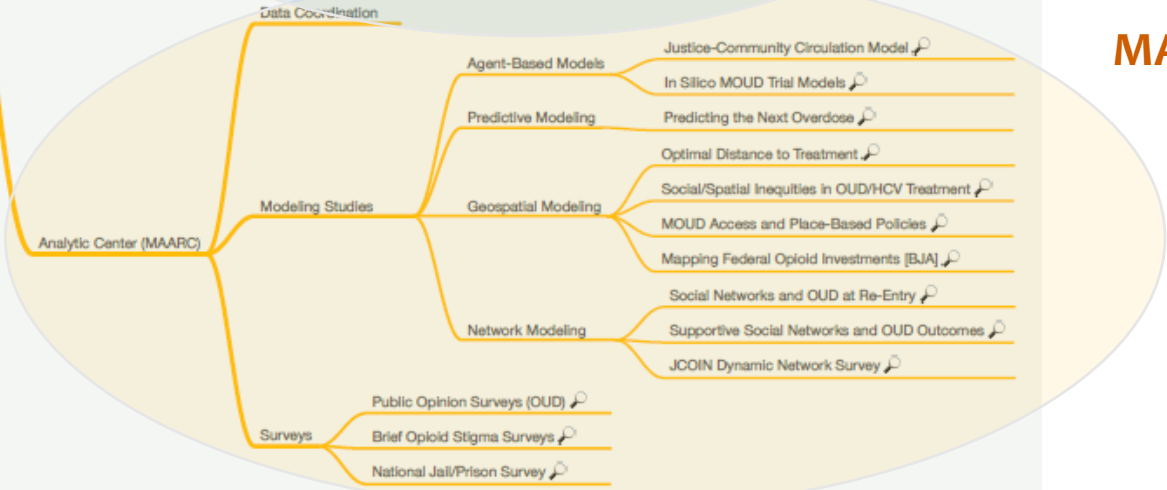 Data Coordination
MA
Justice-Community Circulation Model
Agent-Based Models
In Silico MOUD Trial Models
Predictive Modeling
Predicting the Next Overdose
Optimal Distance to Treatment
Social/Spatial Inequities in OUD/HCV Treatment
Modeling Studies
Geospatial Modeling
MOUD Access and Place-Based Policies
Analytic Center (MAARC)
Mapping Federal Opioid Investments [BJA]
Social Networks and OUD at Re-Entry
Network Modeling
Supportive Social Networks and OUD Outcomes
JCOIN Dynamic Network Survey
Public Opinion Surveys (OUD)
Surveys
Brief Opioid Stigma Surveys
National Jail/Prison Survey